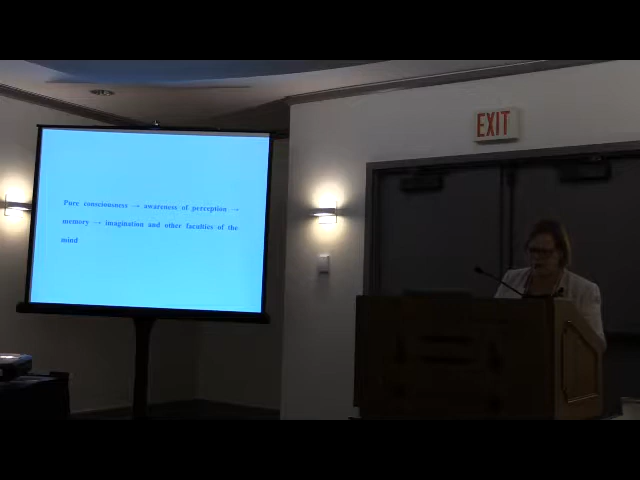 EXIT
Pure consciousness → awareness of perception →
memory → imagination and other faculties of the
mind